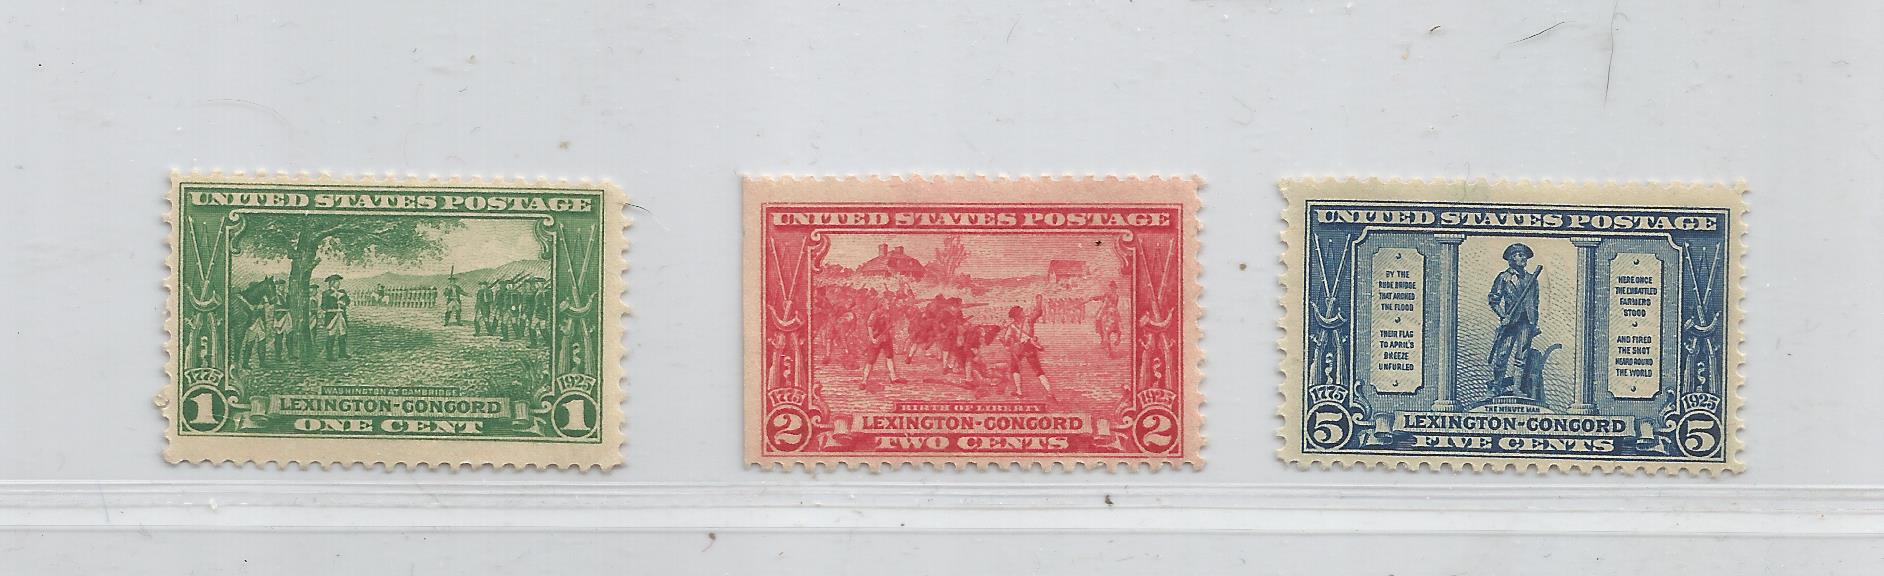 UNITED STATES POSTAGE
1775
1925
WASHINGTON AT CAMBRIDGE
LEXINGTON-CONCORD
1
1
ONE CENT
UNITED STATES POSTAGE
1775
1925
BIRTH OF LIBERTY
LEXINGTON-CONCORD
2
2
TWO CENTS
UNITED STATES POSTAGE
BY THE
RUDE BRIDGE
THAT ARCHED
THE FLOOD
THEIR FLAG
TO APRIL'S
BREEZE
UNFURLED
HERE ONCE
THE EMBATTLED
FARMERS
STOOD
AND FIRED
THE SHOT
HEARD ROUND
THE WORLD
1775
1925
THE MINUTE MAN
LEXINGTON-CONCORD
5
5
FIVE CENTS